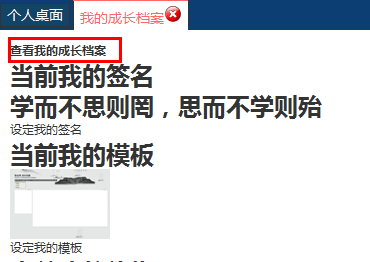 个人桌面 我的成长档案
查看我的成长档案
当前我的签名
学而不思则罔，思而不学则殆
设定我的签名
当前我的模板
设定我的模板